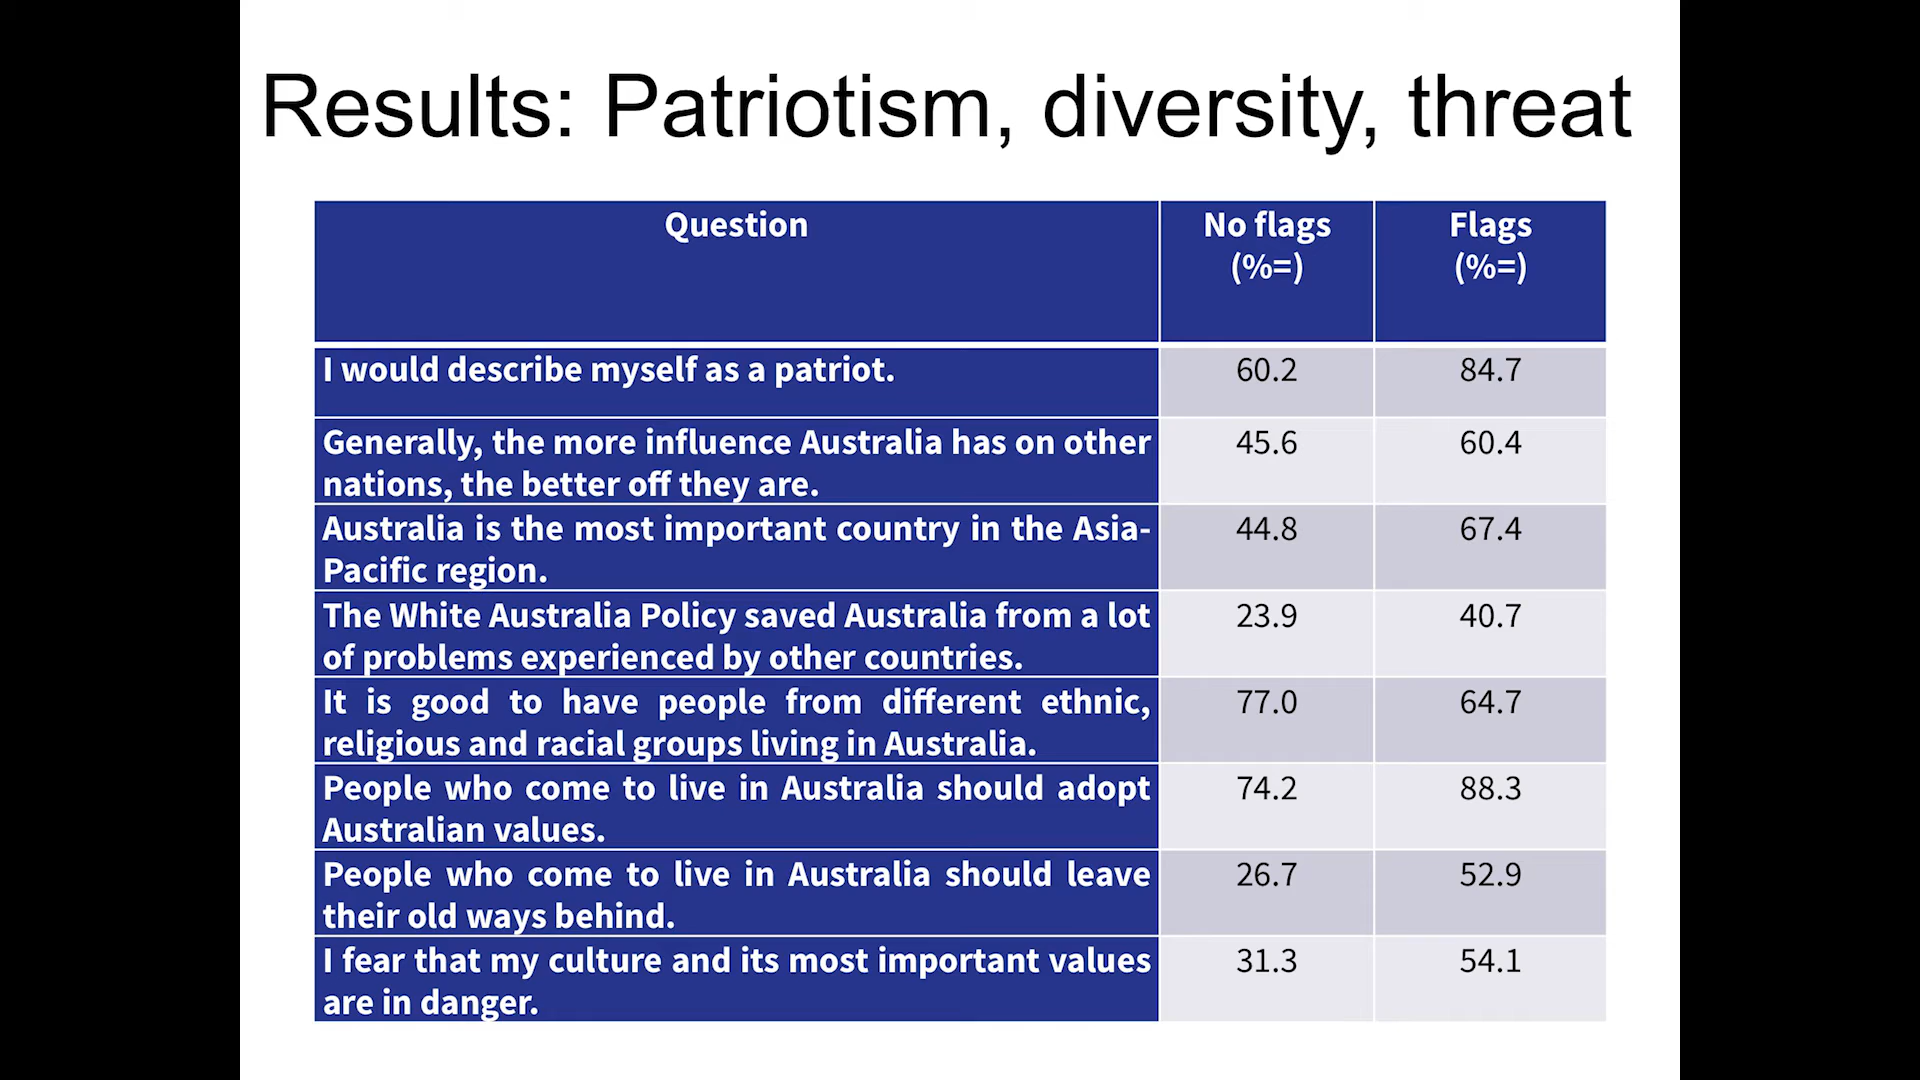 Results: Patriotism, diversity, threat
Question
No flags
(%=)
Flags
(%=)
I would describe myself as a patriot.
60.2
84.7
Generally, the more influence Australia has on other
nations, the better off they are.
45.6
60.4
Australia is the most important country in the Asia-
Pacific region.
44.8
67.4
The White Australia Policy saved Australia from a lot
of problems experienced by other countries.
23.9
40.7
It is good to have people from different ethnic,
religious and racial groups living in Australia.
77.0
64.7
People who come to live in Australia should adopt
Australian values.
74.2
88.3
People who come to live in Australia should leave
their old ways behind.
26.7
52.9
I fear that my culture and its most important values
are in danger.
31.3
54.1